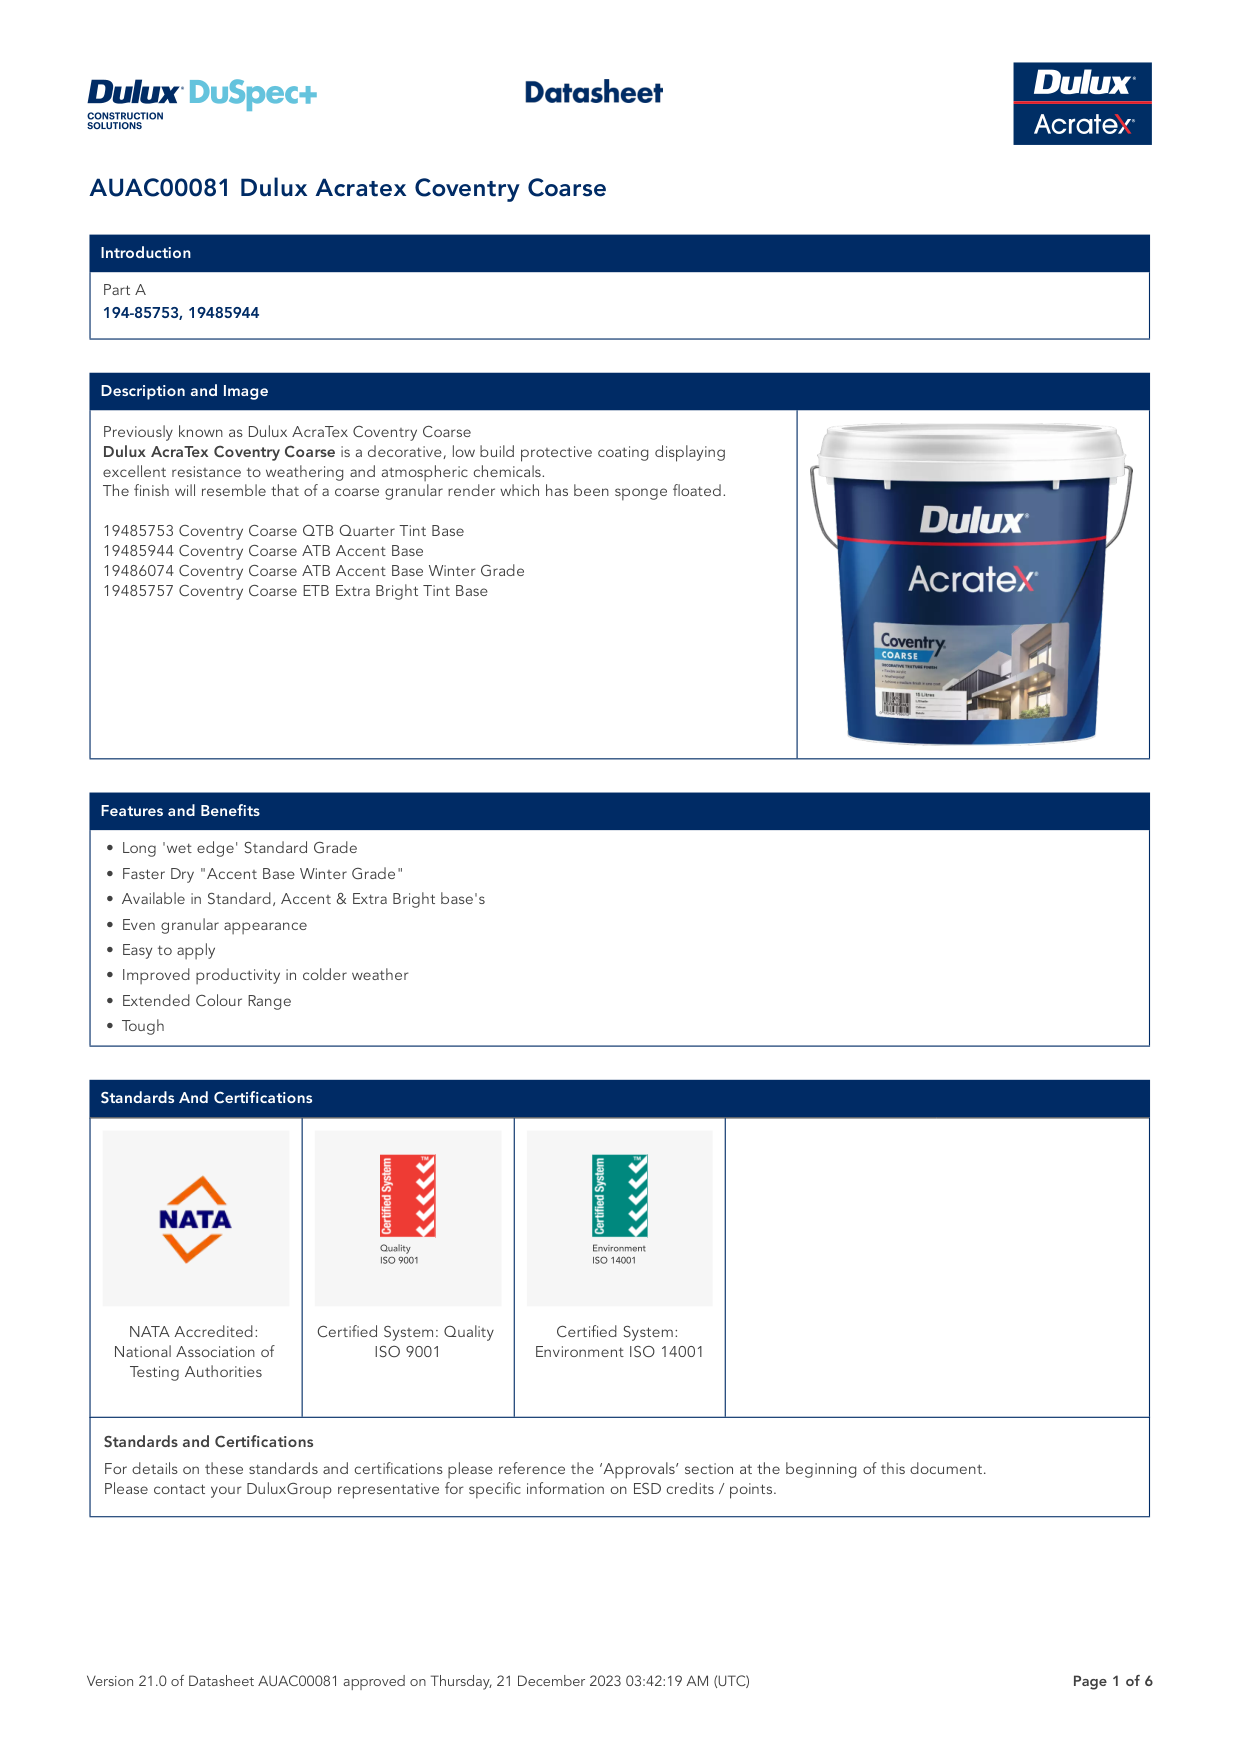 Dulux DuSpec+
CONSTRUCTION
SOLUTIONS
Datasheet
Dulux
Acratex
AUAC00081 Dulux Acratex Coventry Coarse
Introduction
Part A
194-85753, 19485944
Description and Image
Previously known as Dulux AcraTex Coventry Coarse
Dulux AcraTex Coventry Coarse is a decorative, low build protective coating displaying
excellent resistance to weathering and atmospheric chemicals.
The finish will resemble that of a coarse granular render which has been sponge floated.
19485753 Coventry Coarse QTB Quarter Tint Base
19485944 Coventry Coarse ATB Accent Base
19486074 Coventry Coarse ATB Accent Base Winter Grade
19485757 Coventry Coarse ETB Extra Bright Tint Base
Dulux
Acratex
Coventry
COARSE
DECORATIVE TEXTURE FINISH
15 Litres
Features and Benefits
• Long 'wet edge' Standard Grade
• Faster Dry "Accent Base Winter Grade"
• Available in Standard, Accent & Extra Bright base's
• Even granular appearance
• Easy to apply
• Improved productivity in colder weather
• Extended Colour Range
• Tough
Standards And Certifications
NATA
Certified System ™
Quality
ISO 9001
Certified System ™
Environment
ISO 14001
NATA Accredited:
National Association of
Testing Authorities
Certified System: Quality
ISO 9001
Certified System:
Environment ISO 14001
Standards and Certifications
For details on these standards and certifications please reference the ‘Approvals’ section at the beginning of this document.
Please contact your DuluxGroup representative for specific information on ESD credits / points.
Version 21.0 of Datasheet AUAC00081 approved on Thursday, 21 December 2023 03:42:19 AM (UTC)
Page 1 of 6